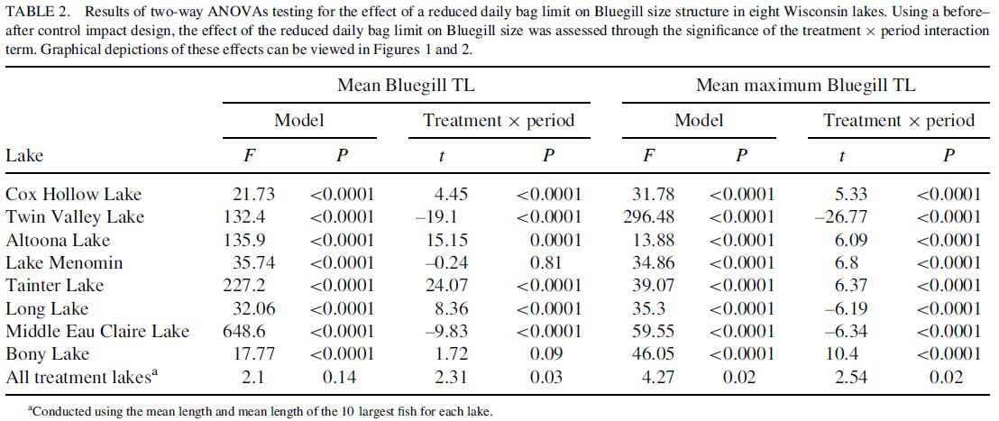 TABLE 2. Results of two-way ANOVAs testing for the effect of a reduced daily bag limit on Bluegill size structure in eight Wisconsin lakes. Using a before–
after control impact design, the effect of the reduced daily bag limit on Bluegill size was assessed through the significance of the treatment × period interaction
term. Graphical depictions of these effects can be viewed in Figures 1 and 2.
Mean Bluegill TL Mean maximum Bluegill TL
Model Treatment × period Model Treatment × period
Lake F P t P F P t P
Cox Hollow Lake 21.73 <0.0001 4.45 <0.0001 31.78 <0.0001 5.33 <0.0001
Twin Valley Lake 132.4 <0.0001 –19.1 <0.0001 296.48 <0.0001 –26.77 <0.0001
Altoona Lake 135.9 <0.0001 15.15 0.0001 13.88 <0.0001 6.09 <0.0001
Lake Menomin 35.74 <0.0001 –0.24 0.81 34.86 <0.0001 6.8 <0.0001
Tainter Lake 227.2 <0.0001 24.07 <0.0001 39.07 <0.0001 6.37 <0.0001
Long Lake 32.06 <0.0001 8.36 <0.0001 35.3 <0.0001 –6.19 <0.0001
Middle Eau Claire Lake 648.6 <0.0001 –9.83 <0.0001 59.55 <0.0001 –6.34 <0.0001
Bony Lake 17.77 <0.0001 1.72 0.09 46.05 <0.0001 10.4 <0.0001
All treatment lakesa 2.1 0.14 2.31 0.03 4.27 0.02 2.54 0.02
aConducted using the mean length and mean length of the 10 largest fish for each lake.